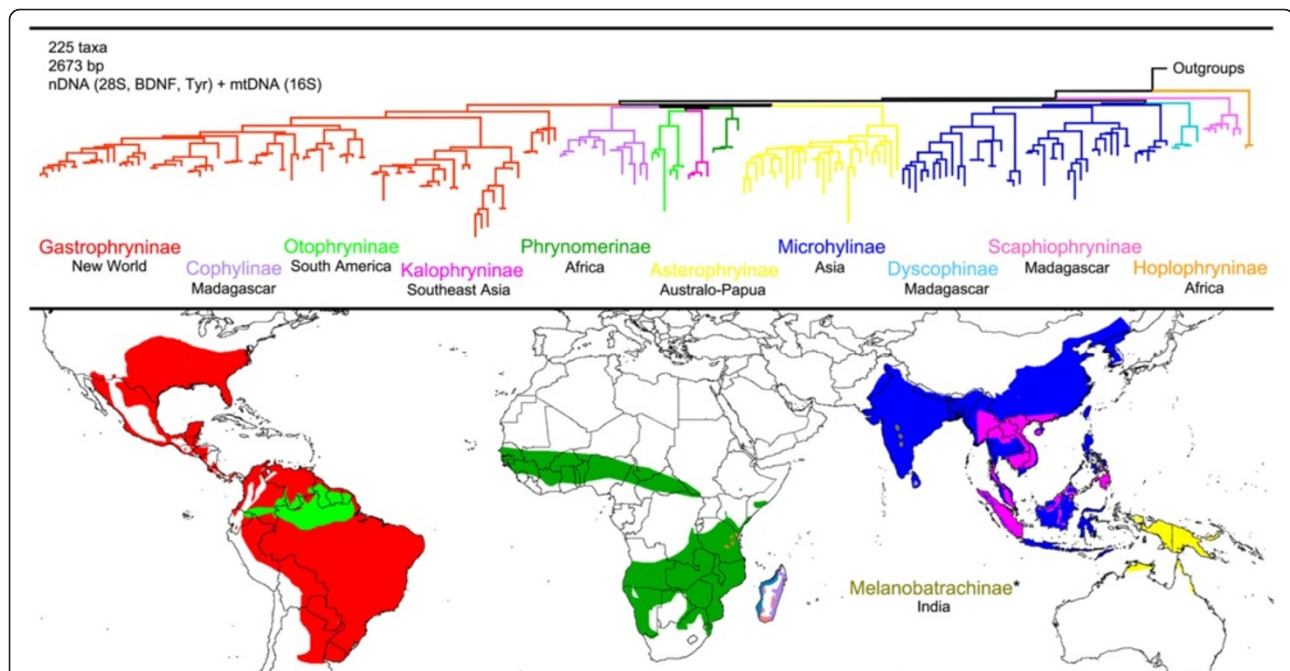 225 taxa
2673 bp
nDNA (28S, BDNF, Tyr) + mtDNA (16S)
Outgroups
Gastrophryninae
New World
Cophylinae
Madagascar
Otophryninae
South America
Kalophryninae
Southeast Asia
Phrynomerinae
Africa
Asterophryinae
Australo-Papua
Microhylinae
Asia
Dyscophinae
Madagascar
Scaphiophryninae
Madagascar
Hoplophryninae
Africa
Melanobatrachinae*
India